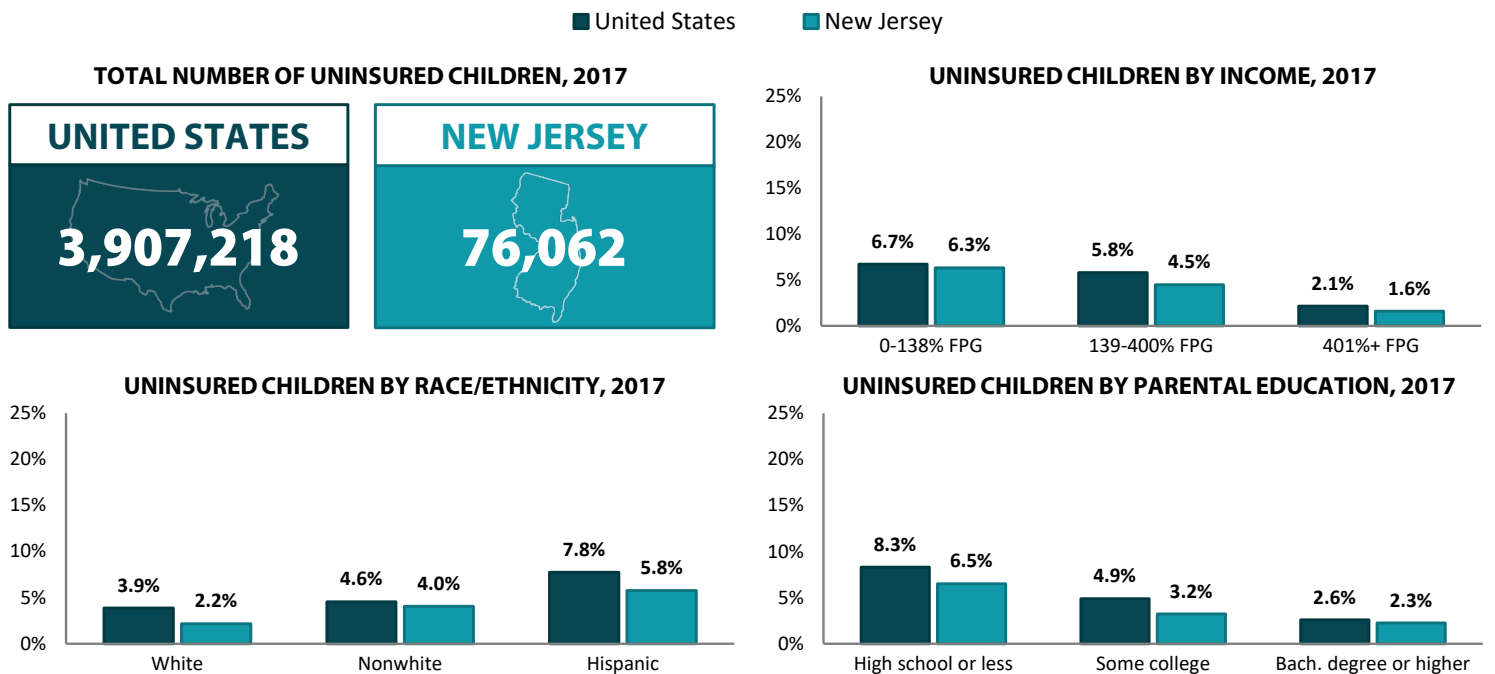 United States New Jersey
TOTAL NUMBER OF UNINSURED CHILDREN, 2017
UNITED STATES
3,907,218
NEW JERSEY
76,062
UNINSURED CHILDREN BY INCOME, 2017
25%
20%
15%
10%
5%
0%
6.7% 6.3% 5.8% 4.5% 2.1% 1.6%
0-138% FPG 139-400% FPG 401%+ FPG
UNINSURED CHILDREN BY RACE/ETHNICITY, 2017
25%
20%
15%
10%
5%
0%
3.9% 2.2% 4.6% 4.0% 7.8% 5.8%
White Nonwhite Hispanic
UNINSURED CHILDREN BY PARENTAL EDUCATION, 2017
25%
20%
15%
10%
5%
0%
8.3% 6.5% 4.9% 3.2% 2.6% 2.3%
High school or less Some college Bach. degree or higher